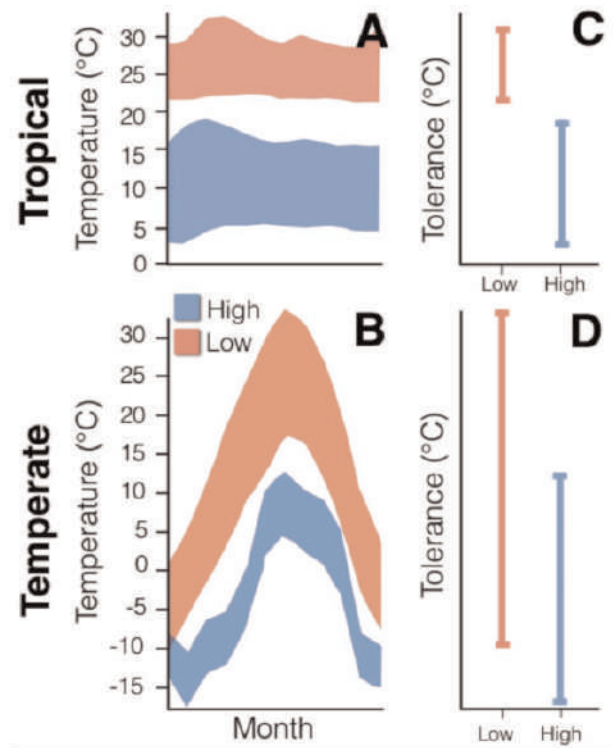 Tropical
Temperature (°C)
30
25
20
15
10
5
0
A
Tolerance (°C)
C
Low High
Temperate
Temperature (°C)
30
25
20
15
10
5
0
-5
-10
-15
High
Low
B
Month
Tolerance (°C)
D
Low High